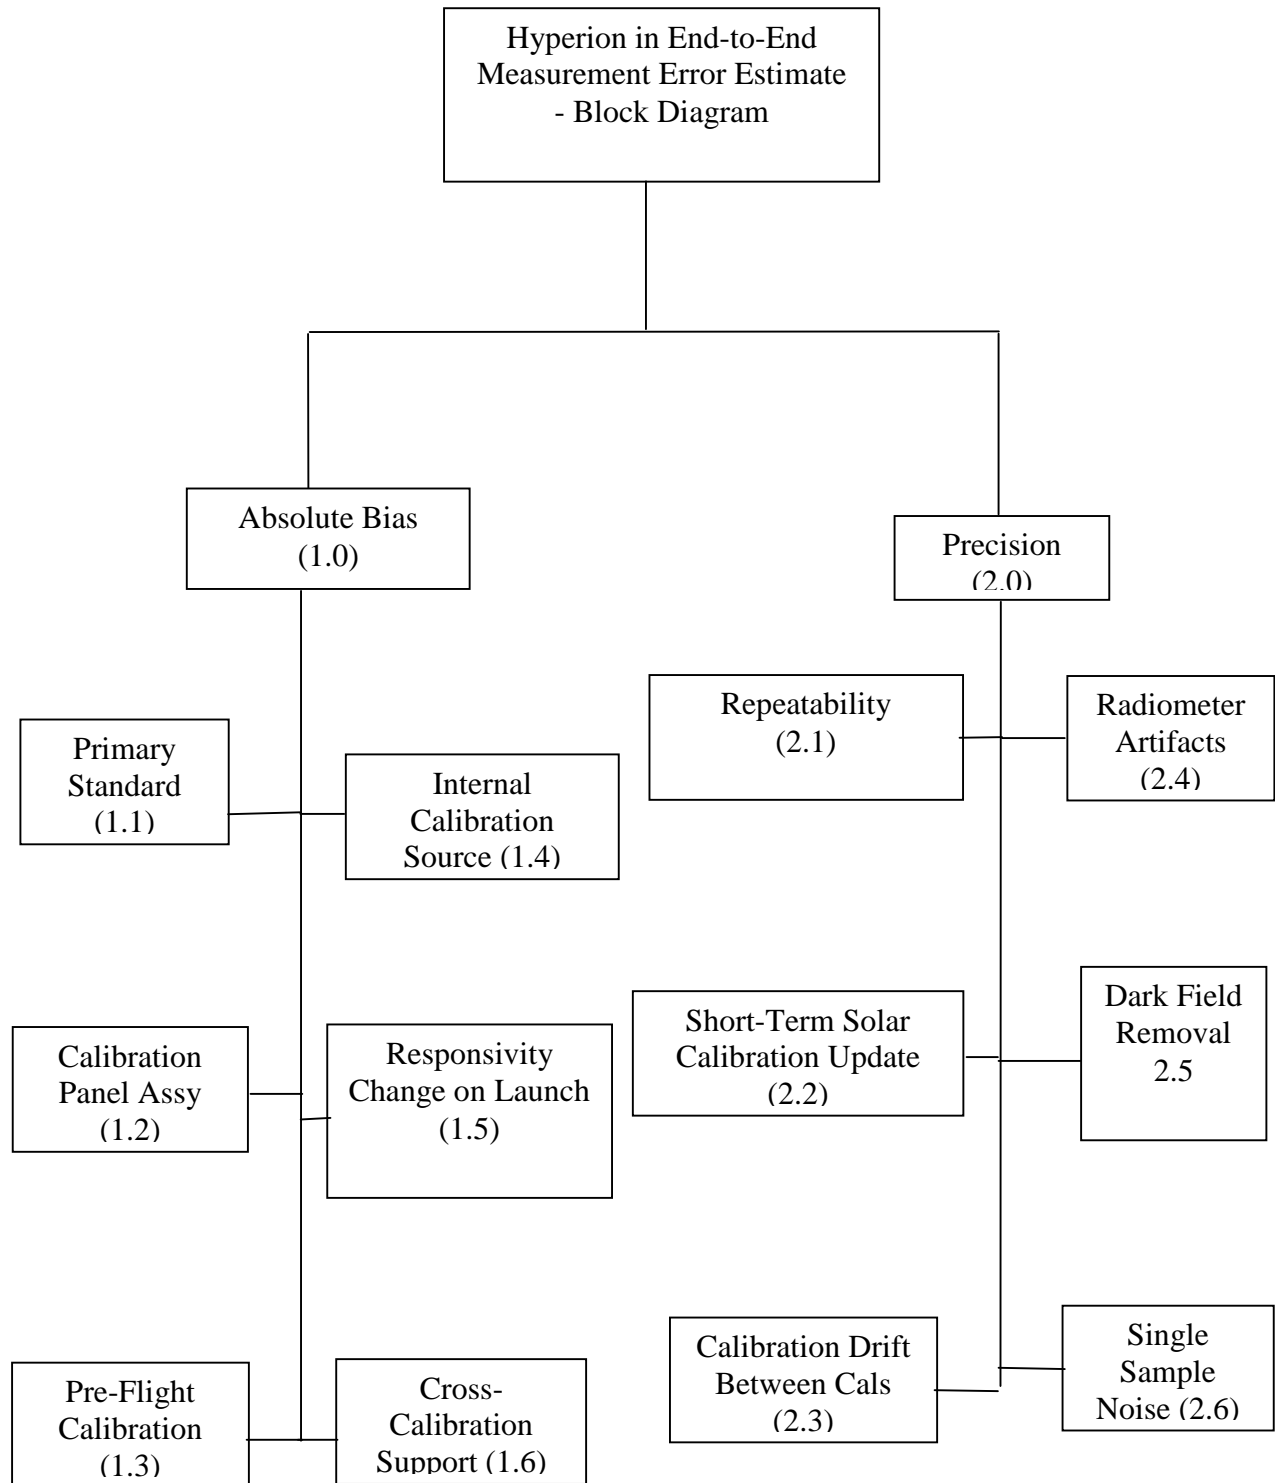 Hyperion in End-to-End
Measurement Error Estimate
- Block Diagram
Absolute Bias
(1.0)
Precision
(2.0)
Primary
Standard
(1.1)
Internal
Calibration
Source (1.4)
Repeatability
(2.1)
Radiometer
Artifacts
(2.4)
Calibration
Panel Assy
(1.2)
Responsivity
Change on Launch
(1.5)
Short-Term Solar
Calibration Update
(2.2)
Dark Field
Removal
2.5
Pre-Flight
Calibration
(1.3)
Cross-
Calibration
Support (1.6)
Calibration Drift
Between Cals
(2.3)
Single
Sample
Noise (2.6)